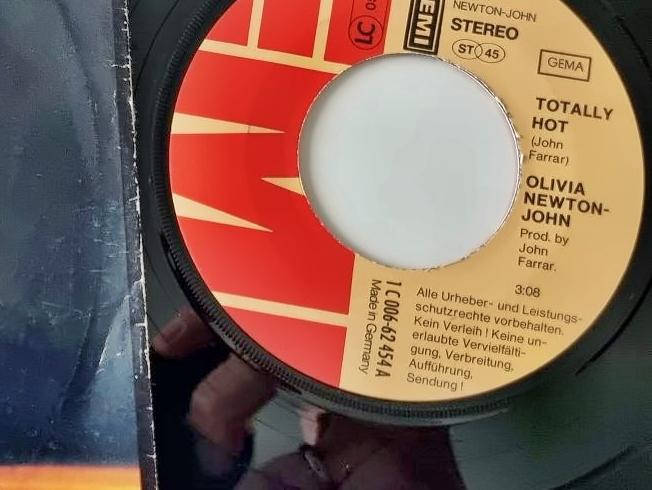 NEWTON-JOHN
EMI
STEREO
ST 45
GEMA
TOTALLY
HOT
(John
Farrar)
OLIVIA
NEWTON-
JOHN
Prod. by
John
Farrar.
3:08
1 C 006-62 454 A
Made in Germany
Alle Urheber- und Leistungs-
schutzrechte vorbehalten.
Kein Verleih! Keine un-
erlaubte Vervielfälti-
gung, Verbreitung,
Aufführung,
Sendung!